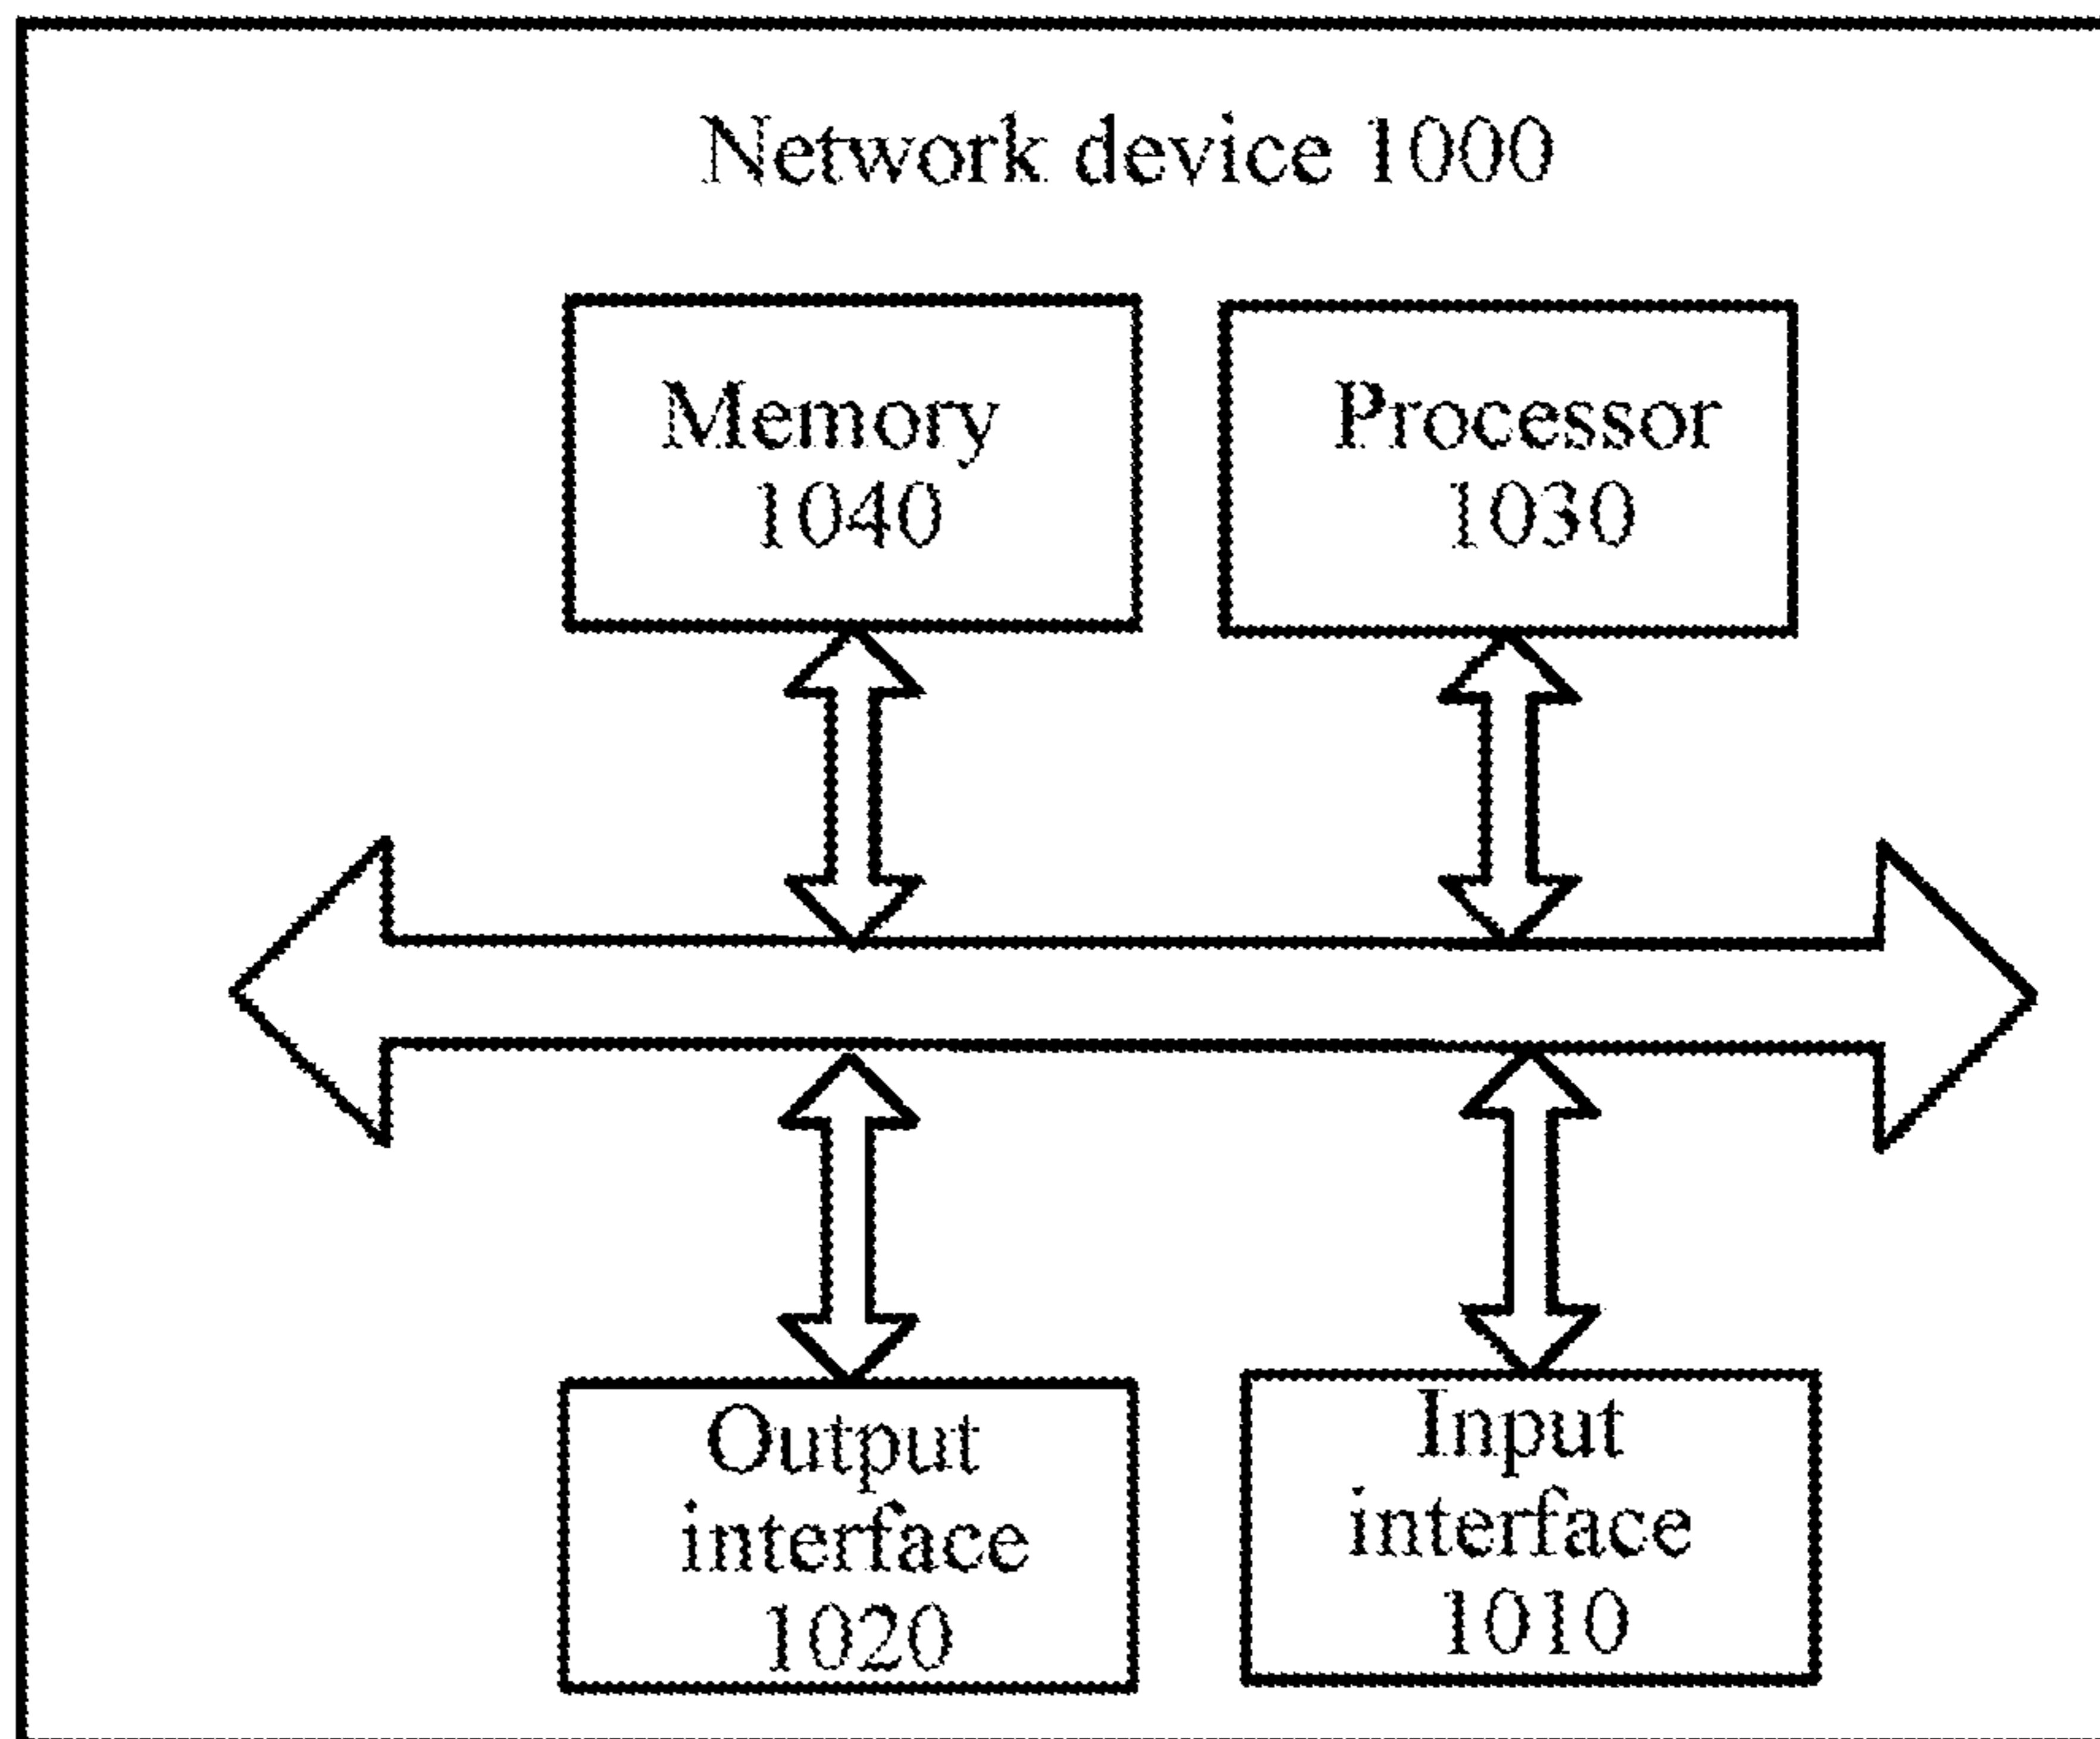 Network device 1000
Memory
1040
Processor
1030
Output
interface
1020
Input
interface
1010